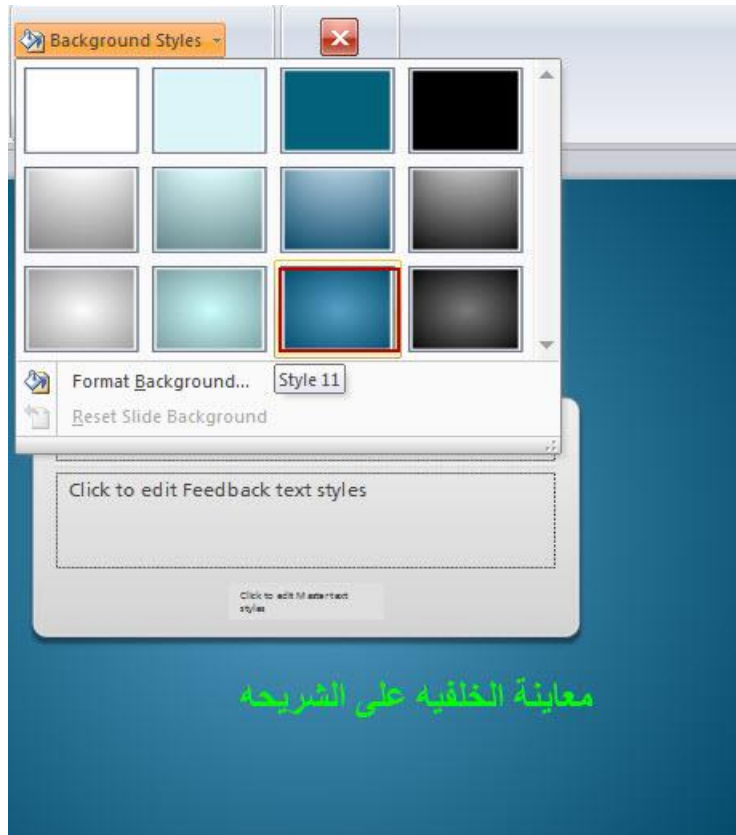 Background Styles
Format Background...
Style 11
Reset Slide Background
Click to edit Feedback text styles
Click to edit Master text
styles
معاينة الخلفيه على الشريحه